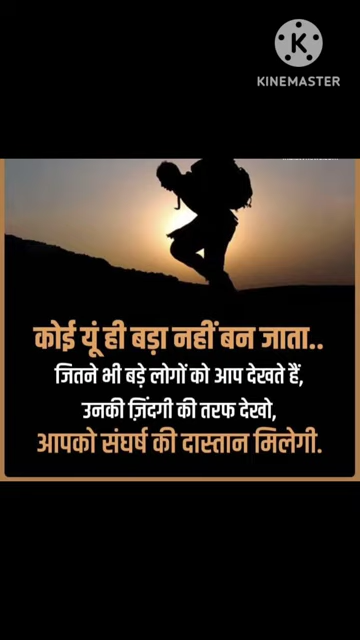 KINEMASTER
कोई यूं ही बड़ा नहीं बन जाता..
जितने भी बड़े लोगों को आप देखते हैं,
उनकी ज़िंदगी की तरफ देखो,
आपको संघर्ष की दास्तान मिलेगी.